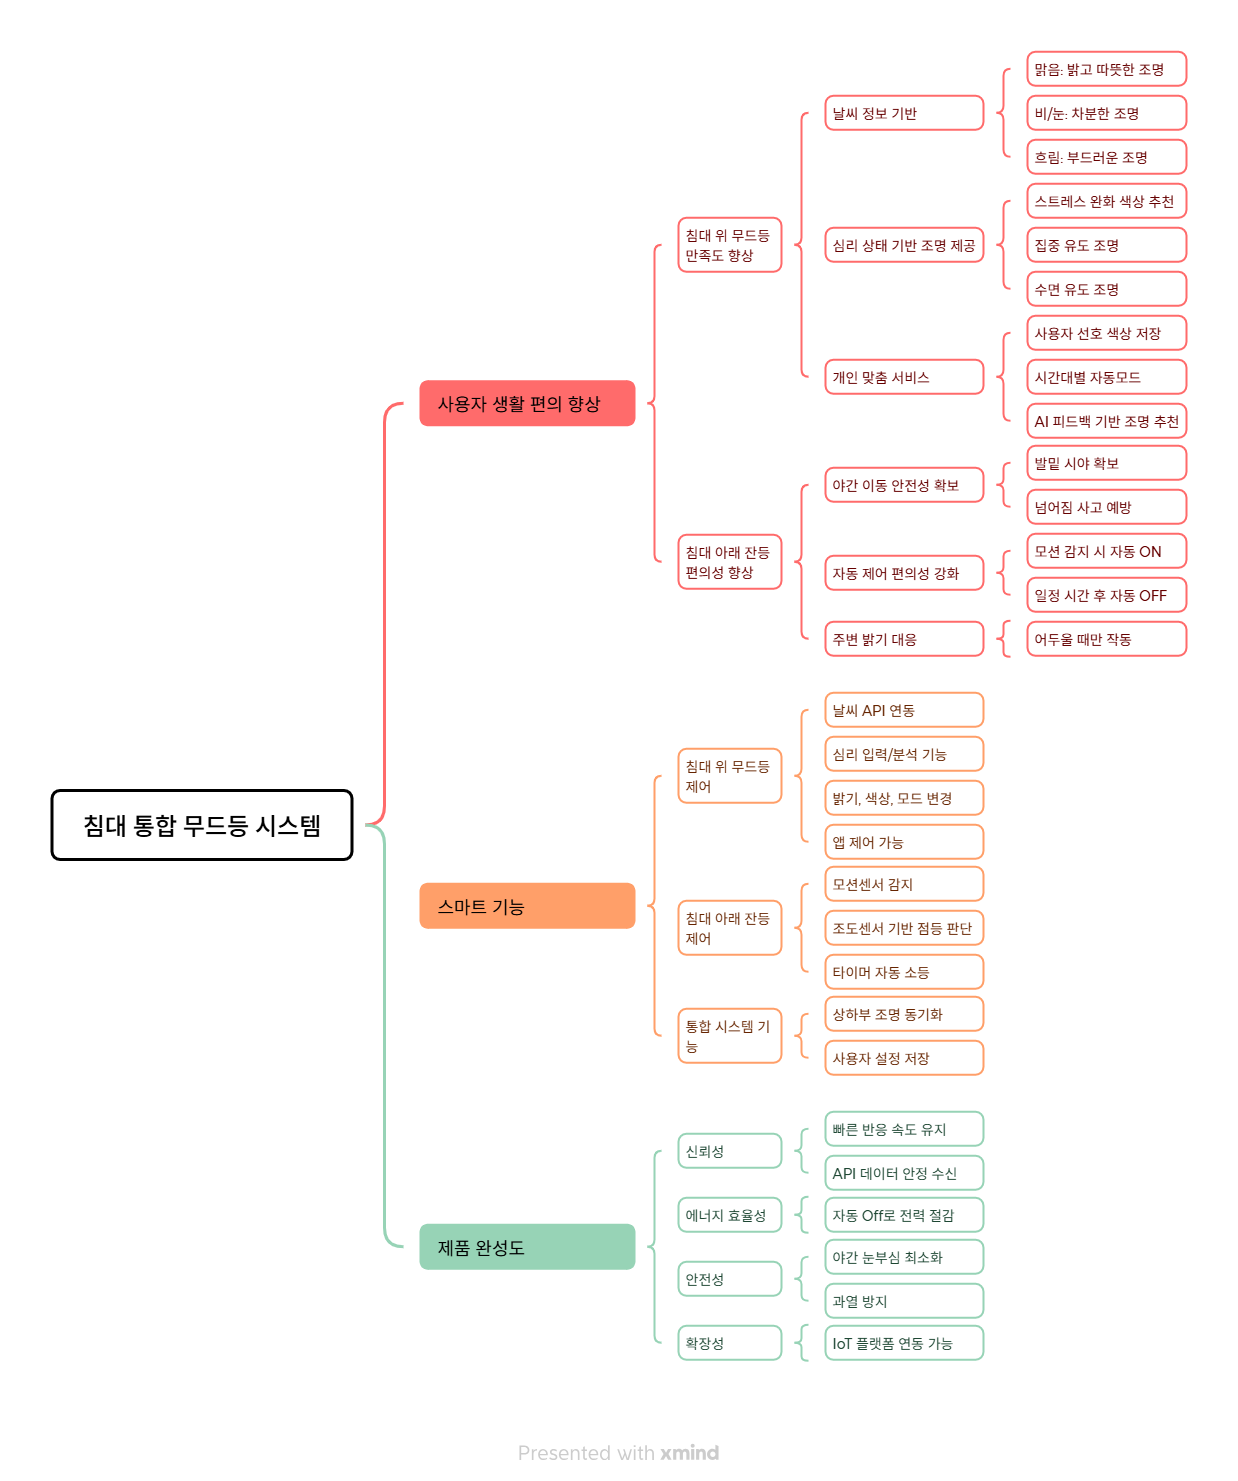 침대 통합 무드등 시스템
사용자 생활 편의 향상
침대 위 무드등
만족도 향상
날씨 정보 기반
맑음: 밝고 따뜻한 조명
비/눈: 차분한 조명
흐림: 부드러운 조명
심리 상태 기반 조명 제공
스트레스 완화 색상 추천
집중 유도 조명
수면 유도 조명
개인 맞춤 서비스
사용자 선호 색상 저장
시간대별 자동모드
AI 피드백 기반 조명 추천
침대 아래 잔등
편의성 향상
야간 이동 안전성 확보
발밑 시야 확보
넘어짐 사고 예방
자동 제어 편의성 강화
모션 감지 시 자동 ON
일정 시간 후 자동 OFF
주변 밝기 대응
어두울 때만 작동
스마트 기능
침대 위 무드등
제어
날씨 API 연동
심리 입력/분석 기능
밝기, 색상, 모드 변경
앱 제어 가능
침대 아래 잔등
제어
모션센서 감지
조도센서 기반 점등 판단
타이머 자동 소등
통합 시스템 기
능
상하부 조명 동기화
사용자 설정 저장
제품 완성도
신뢰성
빠른 반응 속도 유지
API 데이터 안정 수신
에너지 효율성
자동 Off로 전력 절감
안전성
야간 눈부심 최소화
과열 방지
확장성
IoT 플랫폼 연동 가능
Presented with xmind